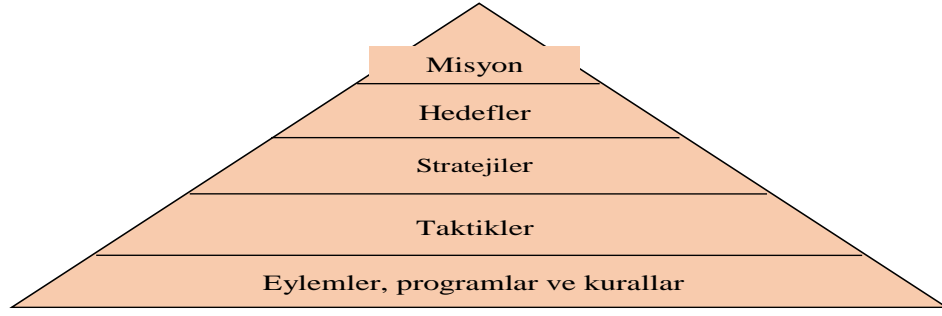 Misyon
Hedefler
Stratejiler
Taktikler
Eylemler, programlar ve kurallar